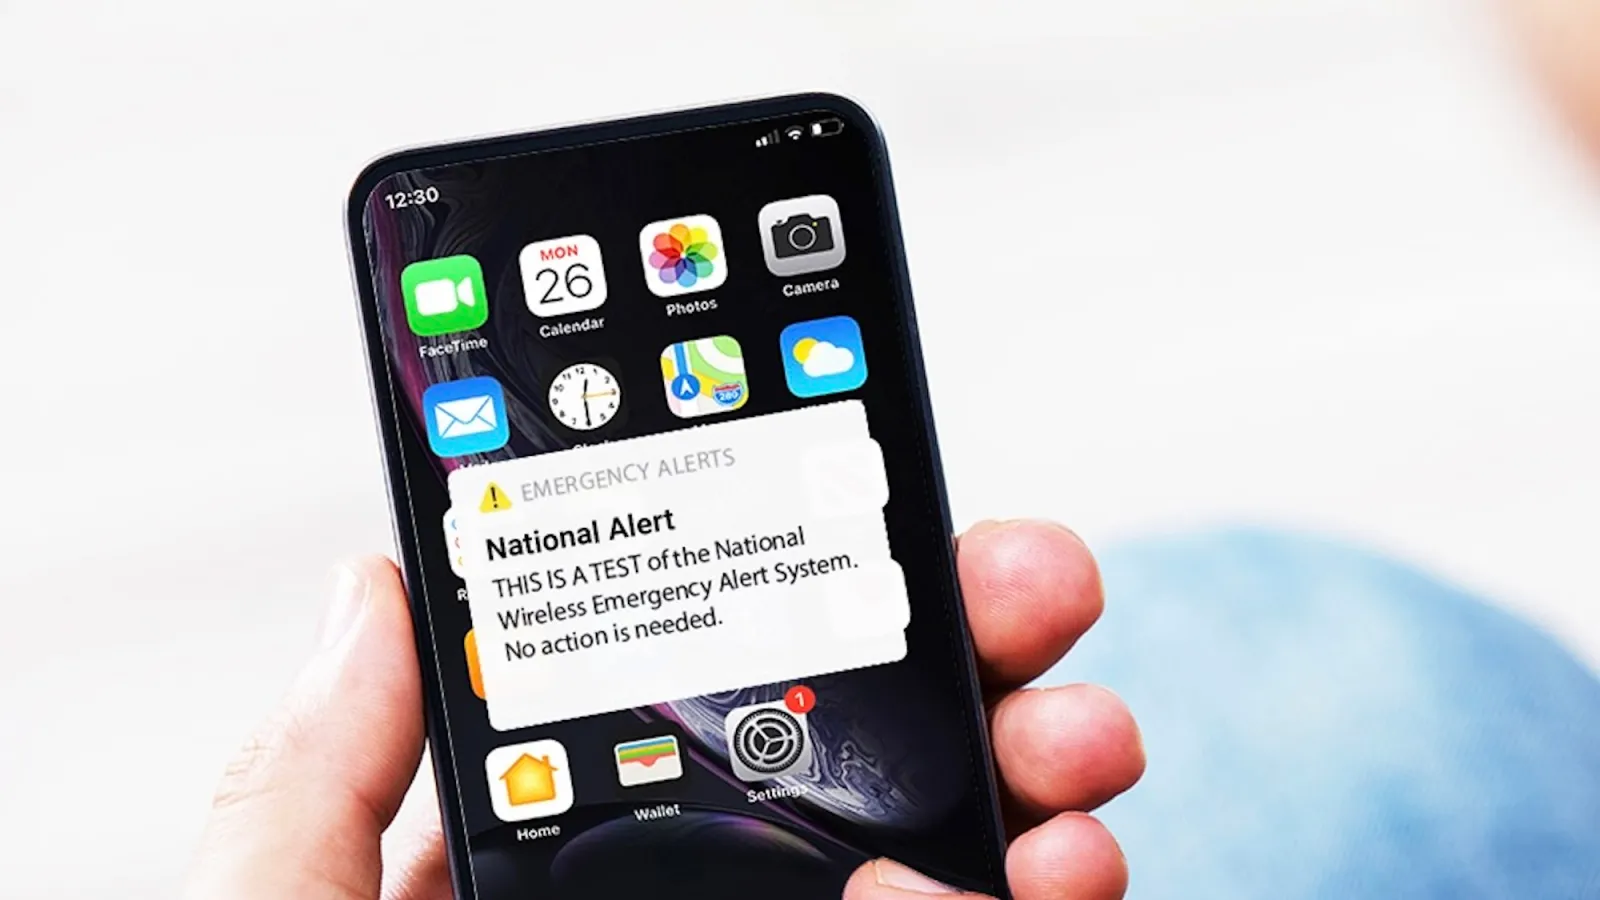 12:30
MON
26
FaceTime
Calendar
Photos
Camera
280
EMERGENCY ALERTS
National Alert
THIS IS A TEST of the National
Wireless Emergency Alert System.
No action is needed.
1
Home
Wallet
Settings